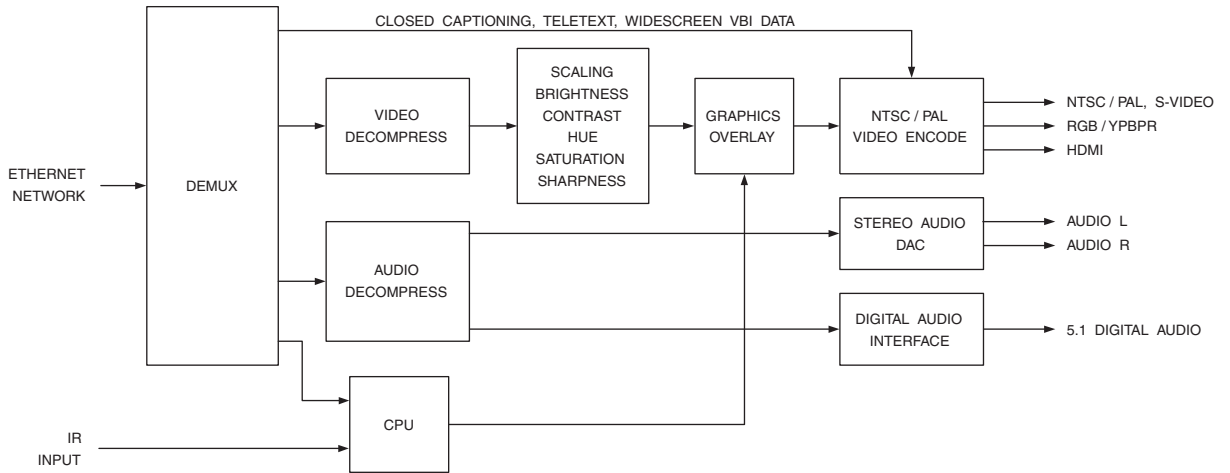 CLOSED CAPTIONING, TELETEXT, WIDESCREEN VBI DATA
ETHERNET
NETWORK
DEMUX
VIDEO
DECOMPRESS
SCALING
BRIGHTNESS
CONTRAST
HUE
SATURATION
SHARPNESS
GRAPHICS
OVERLAY
NTSC / PAL
VIDEO ENCODE
NTSC / PAL, S-VIDEO
RGB / YPBPR
HDMI
AUDIO
DECOMPRESS
STEREO AUDIO
DAC
AUDIO L
AUDIO R
DIGITAL AUDIO
INTERFACE
5.1 DIGITAL AUDIO
CPU
IR
INPUT